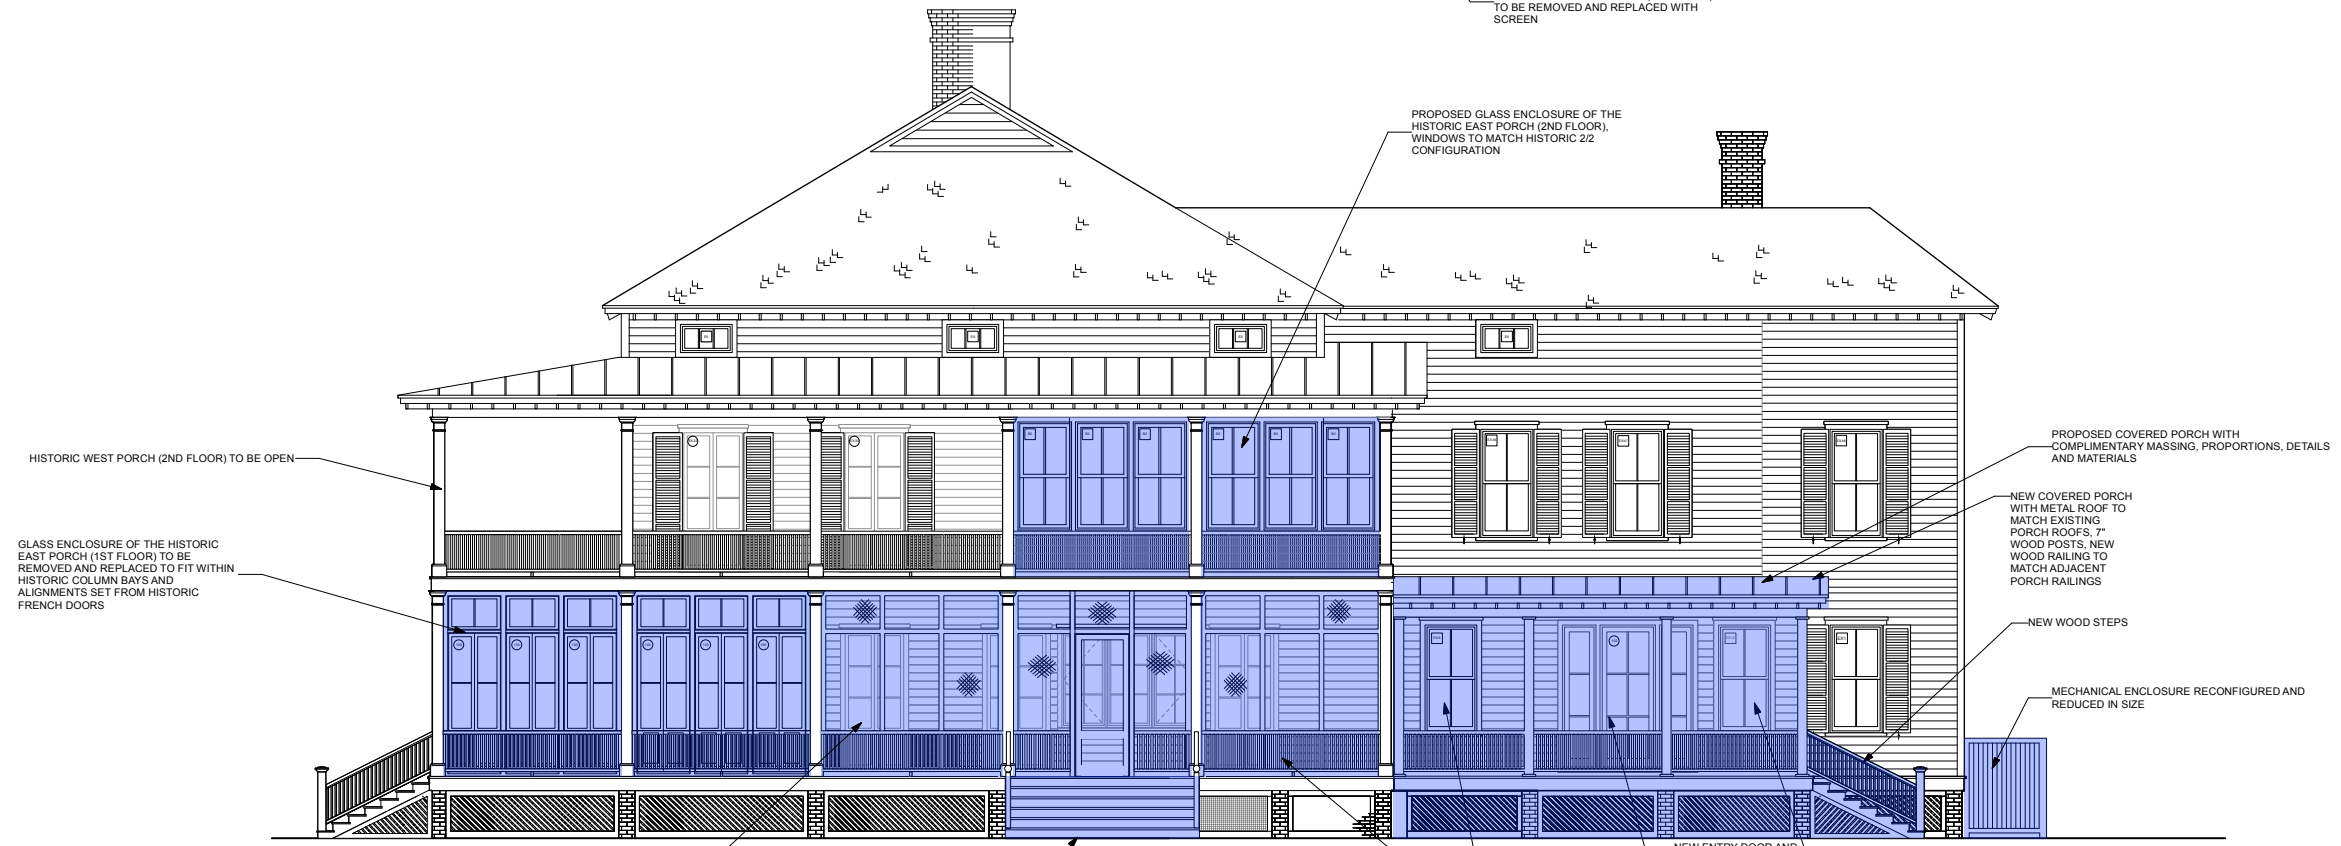 TO BE REMOVED AND REPLACED WITH
SCREEN
PROPOSED GLASS ENCLOSURE OF THE
HISTORIC EAST PORCH (2ND FLOOR),
WINDOWS TO MATCH HISTORIC 2/2
CONFIGURATION
HISTORIC WEST PORCH (2ND FLOOR) TO BE OPEN
GLASS ENCLOSURE OF THE HISTORIC
EAST PORCH (1ST FLOOR) TO BE
REMOVED AND REPLACED TO FIT WITHIN
HISTORIC COLUMN BAYS AND
ALIGNMENTS SET FROM HISTORIC
FRENCH DOORS
PROPOSED COVERED PORCH WITH
COMPLIMENTARY MASSING, PROPORTIONS, DETAILS
AND MATERIALS
NEW COVERED PORCH
WITH METAL ROOF TO
MATCH EXISTING
PORCH ROOFS, 7"
WOOD POSTS, NEW
WOOD RAILING TO
MATCH ADJACENT
PORCH RAILINGS
NEW WOOD STEPS
MECHANICAL ENCLOSURE RECONFIGURED AND
REDUCED IN SIZE
NEW ENTRY DOOR AND